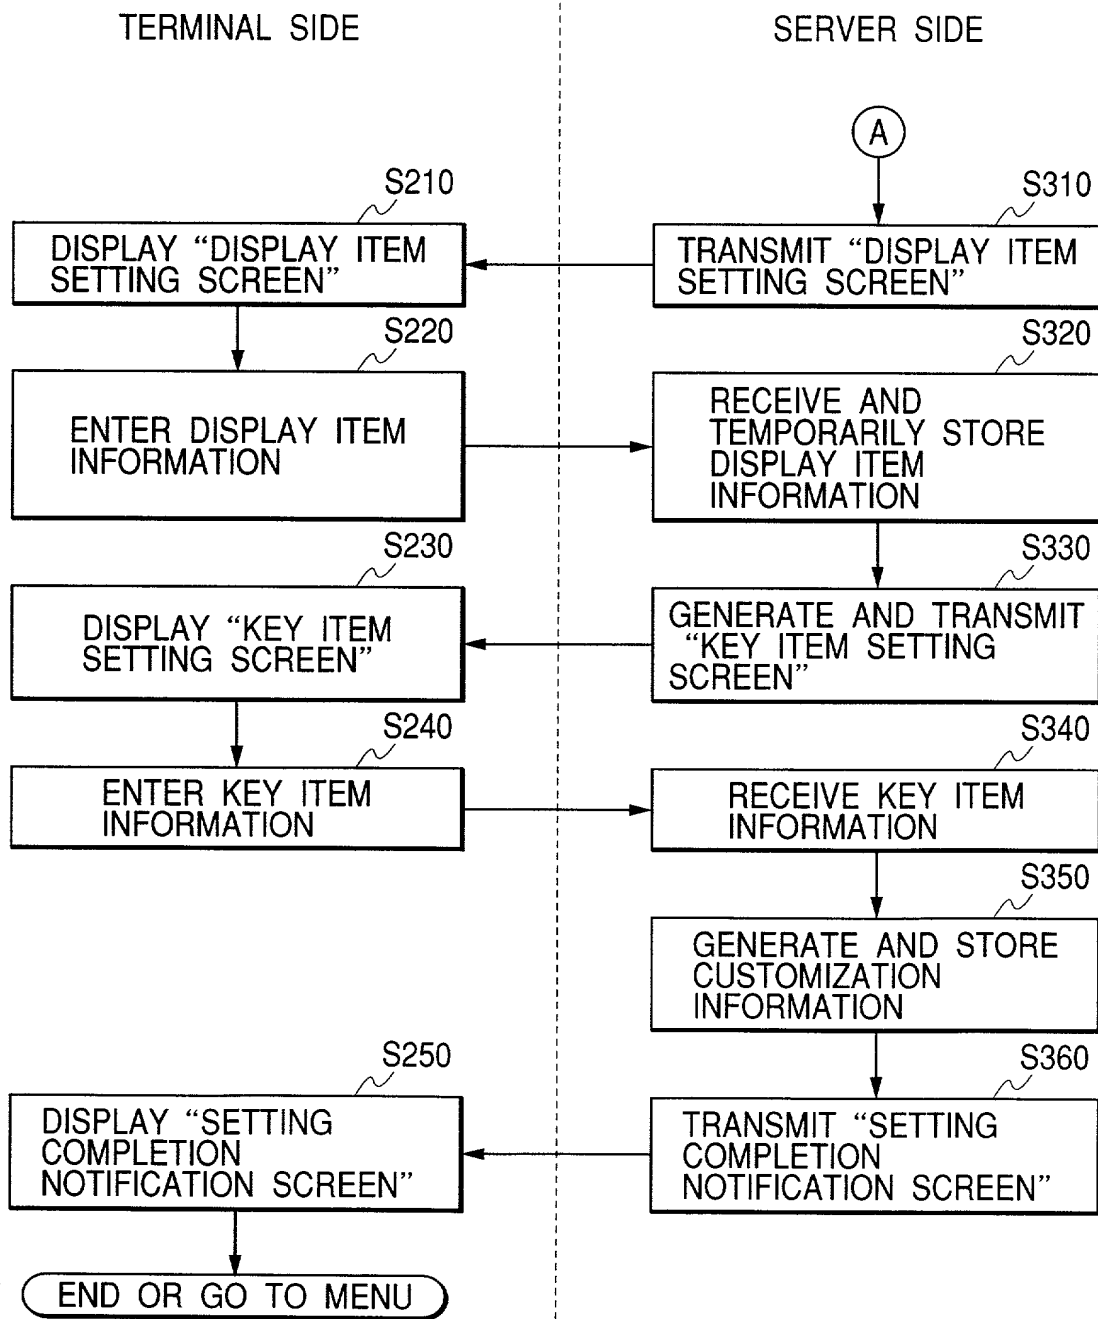 TERMINAL SIDE
SERVER SIDE
A
S210
S310
DISPLAY “DISPLAY ITEM
SETTING SCREEN”
TRANSMIT “DISPLAY ITEM
SETTING SCREEN”
S220
S320
ENTER DISPLAY ITEM
INFORMATION
RECEIVE AND
TEMPORARILY STORE
DISPLAY ITEM
INFORMATION
S230
S330
DISPLAY “KEY ITEM
SETTING SCREEN”
GENERATE AND TRANSMIT
“KEY ITEM SETTING
SCREEN”
S240
S340
ENTER KEY ITEM
INFORMATION
RECEIVE KEY ITEM
INFORMATION
S350
GENERATE AND STORE
CUSTOMIZATION
INFORMATION
S250
S360
DISPLAY “SETTING
COMPLETION
NOTIFICATION SCREEN”
TRANSMIT “SETTING
COMPLETION
NOTIFICATION SCREEN”
END OR GO TO MENU